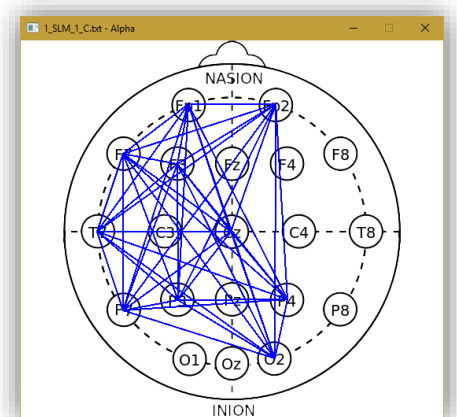 1_SLM_1_C.txt - Alpha
NASION
Fp1 Fp2
F7 F3 Fz F4 F8
C3 Cz C4 T8
P7 P3 Pz P4 P8
O1 Oz O2
INION